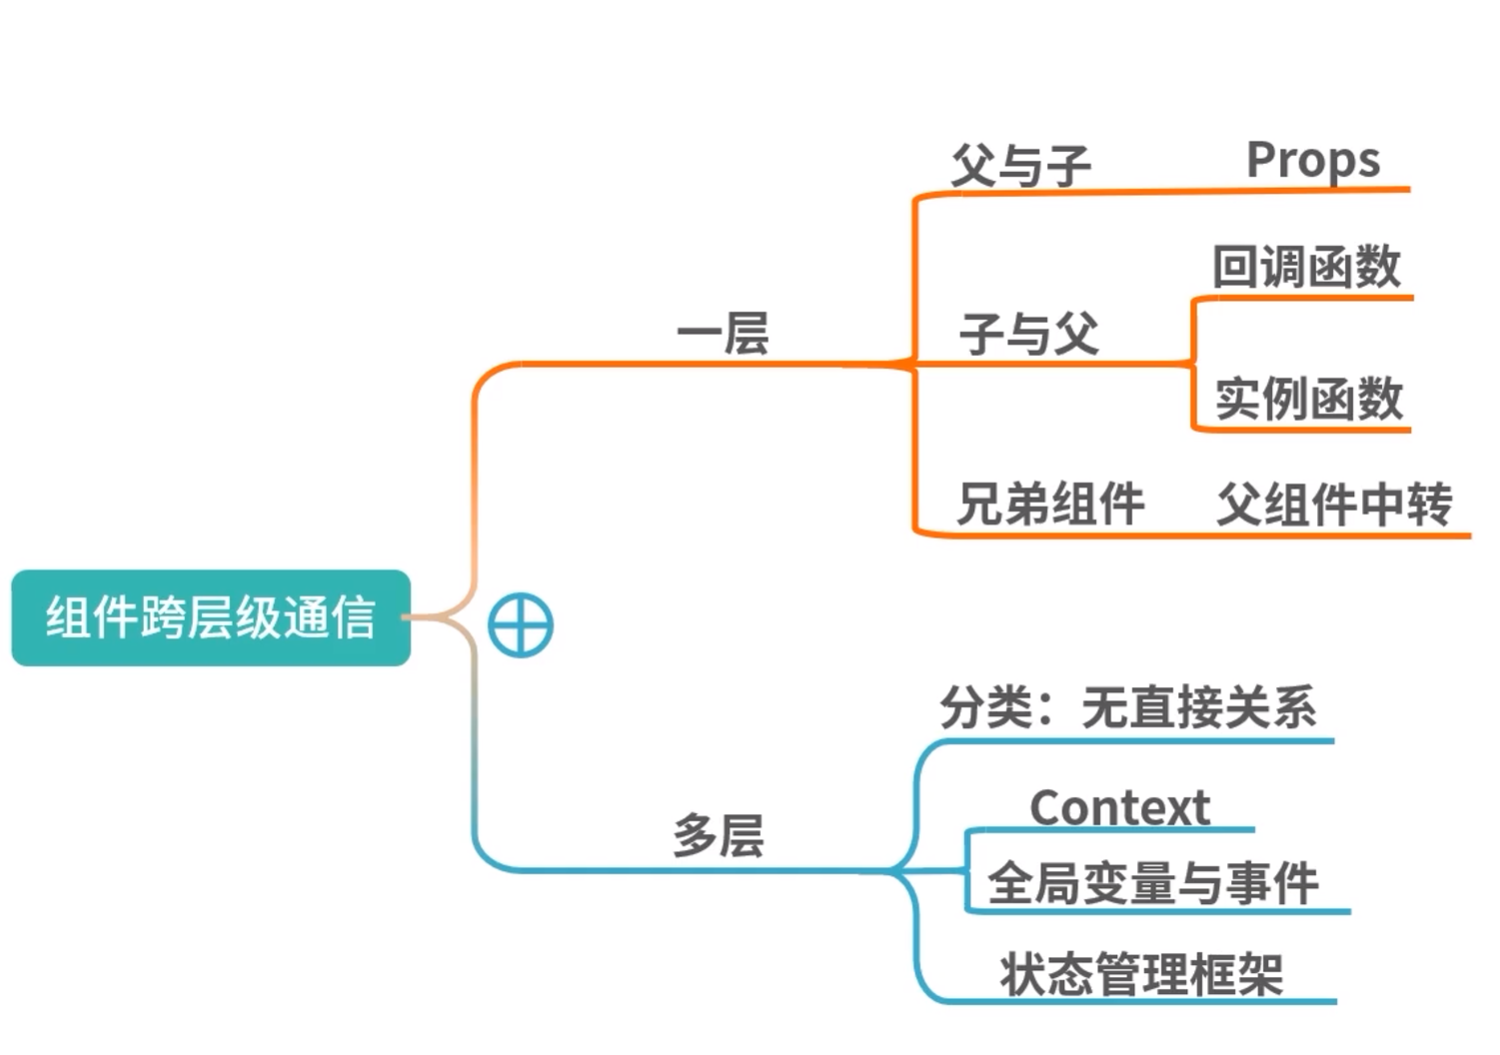 父与子 Props
回调函数
一层
子与父
实例函数
兄弟组件 父组件中转
组件跨层级通信
分类：无直接关系
Context
多层
全局变量与事件
状态管理框架